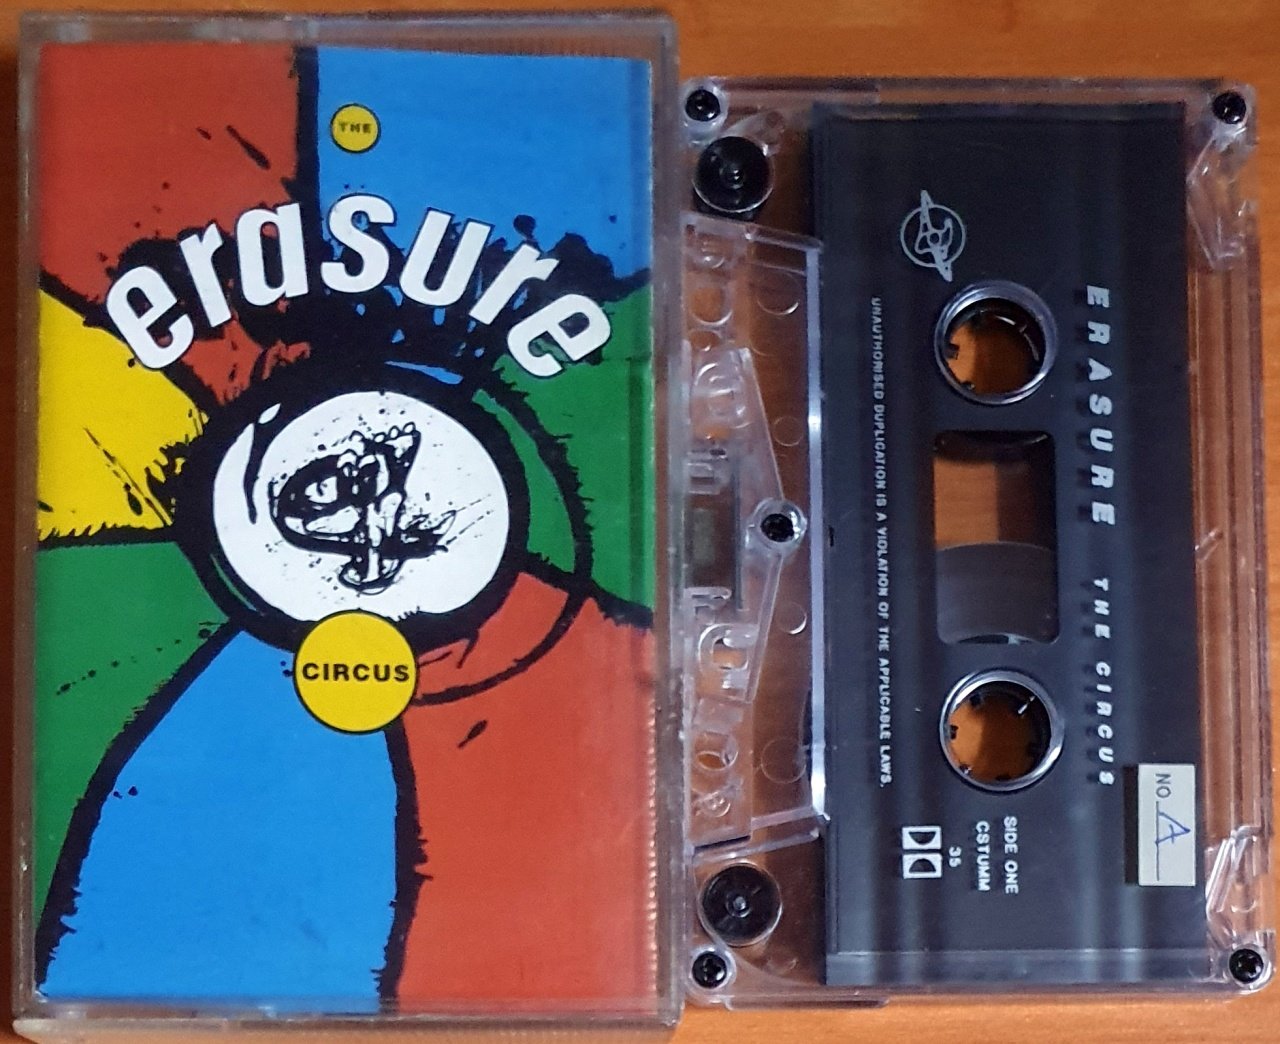 THE
erasure
CIRCUS
ERASURE THE CIRCUS
UNAUTHORISED DUPLICATION IS A VIOLATION OF THE APPLICABLE LAWS.
SIDE ONE
CSTUMM
35
NO A